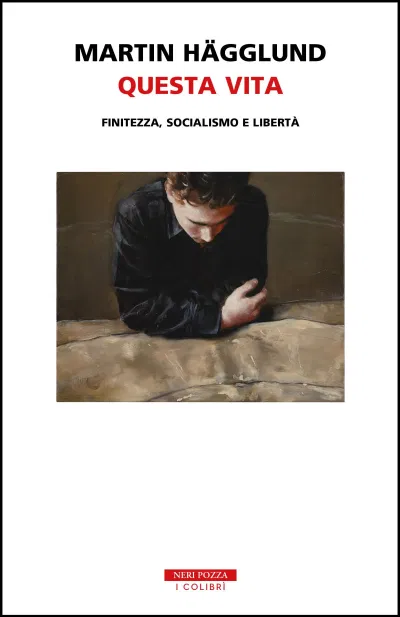 MARTIN HÄGGLUND
QUESTA VITA
FINITEZZA, SOCIALISMO E LIBERTÀ
NERI POZZA
I COLIBRÌ